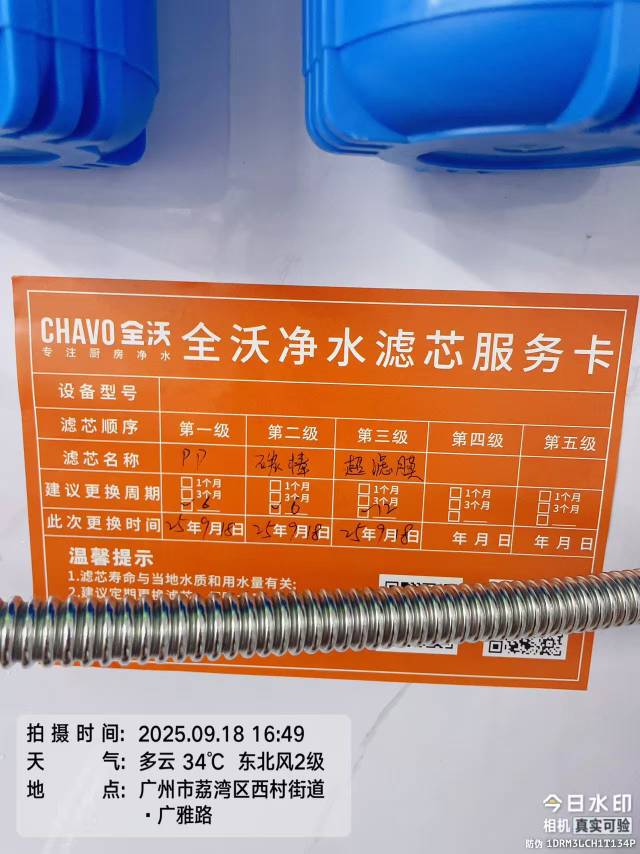 CHAVO 全沃
专注厨房净水
全沃净水滤芯服务卡
设备型号
滤芯顺序 第一级 第二级 第三级 第四级 第五级
滤芯名称 PP 碳棒 超滤膜
建议更换周期 1个月 1个月 1个月 1个月 1个月
3个月 3个月 3个月 3个月 3个月
6 6 12
此次更换时间 25年9月18日 25年9月18日 25年9月18日 年月日 年月日
温馨提示
1.滤芯寿命与当地水质和用水量有关;
2.建议定期更换滤芯
拍摄时间: 2025.09.18 16:49
天气: 多云 34℃ 东北风2级
地点: 广州市荔湾区西村街道
·广雅路
今日水印
相机 真实可验
防伪 1DRM3LCH1T134P